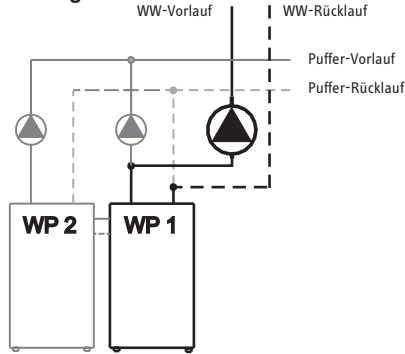 WW-Vorlauf
WW-Rücklauf
Puffer-Vorlauf
Puffer-Rücklauf
WP 2
WP 1